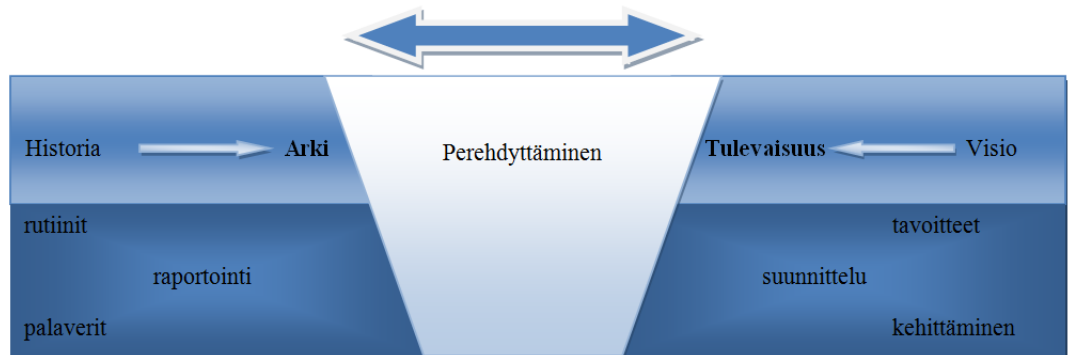 Historia Arki Perehdyttäminen Tulevaisuus Visio
rutiinit tavoitteet
raportointi suunnittelu
palaverit kehittäminen